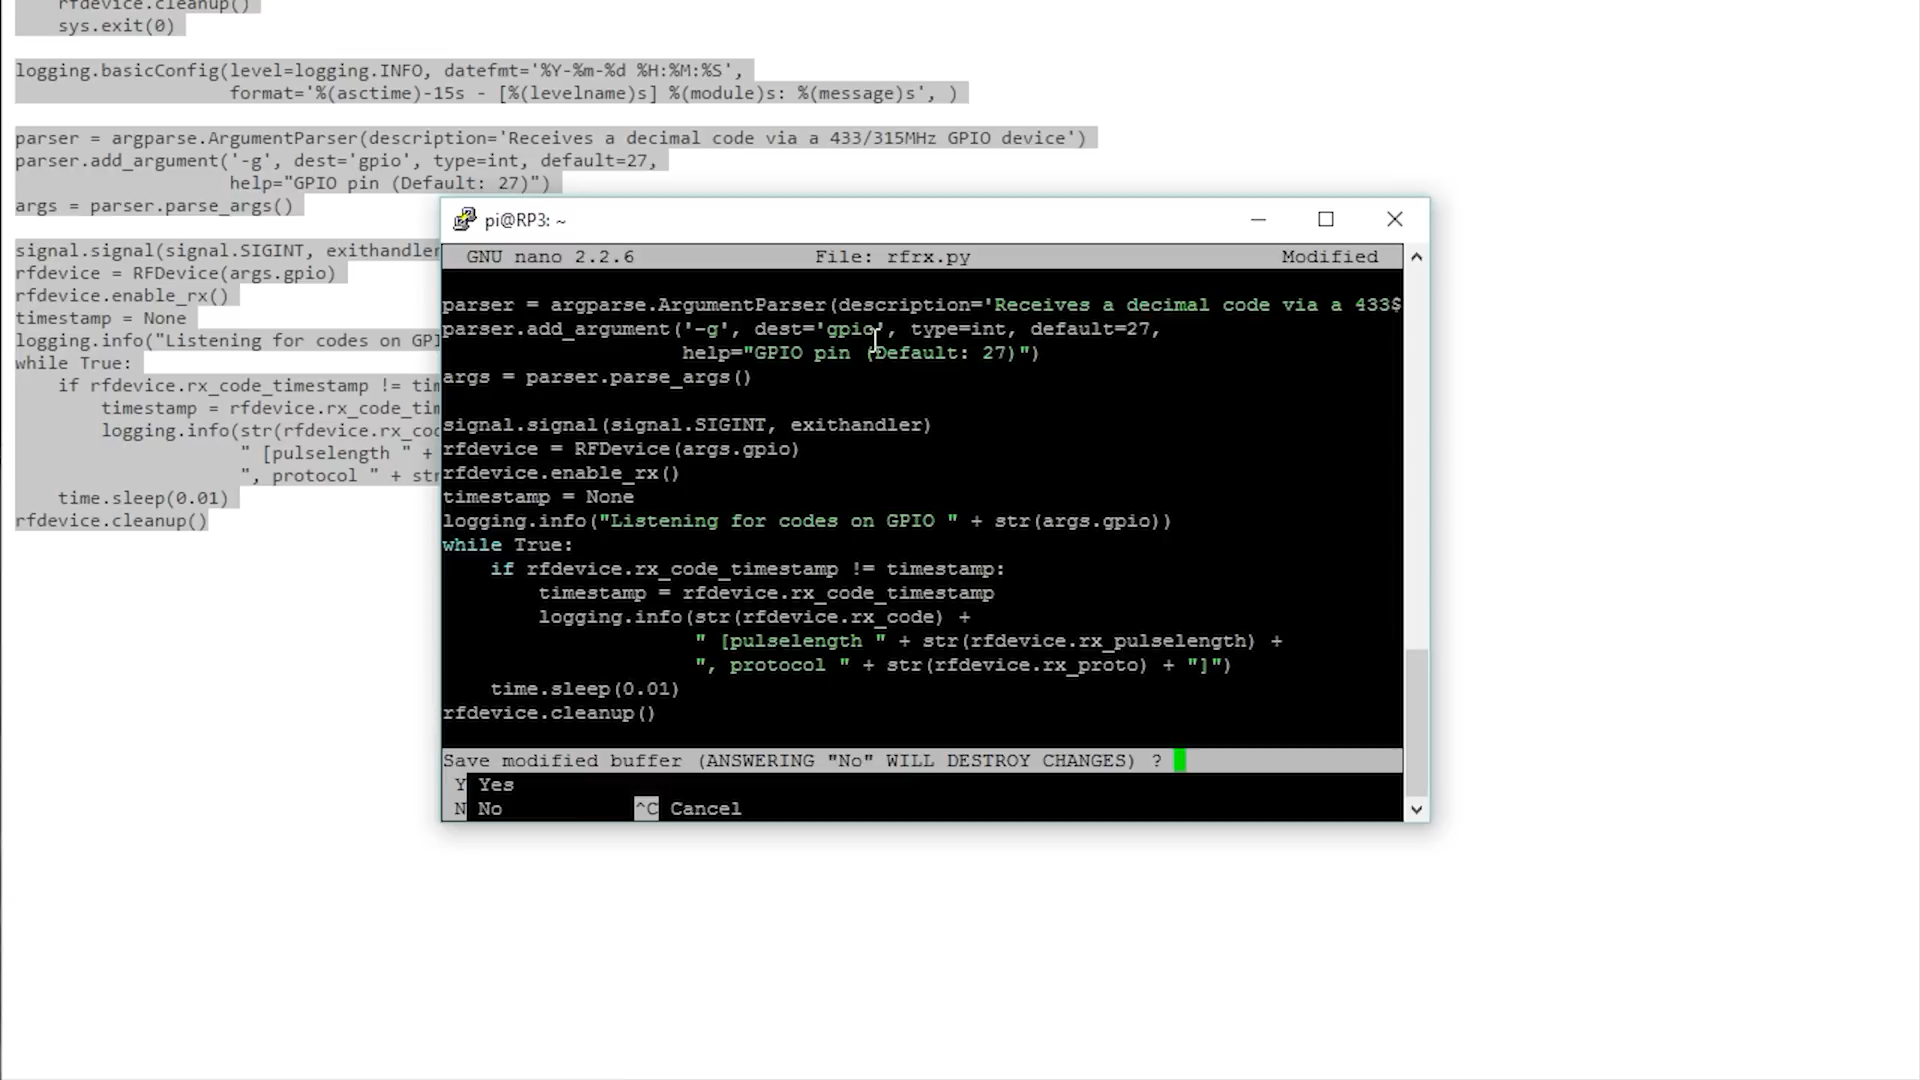 rfdevice.cleanup()
sys.exit(0)
logging.basicConfig(level=logging.INFO, datefmt='%Y-%m-%d %H:%M:%S',
format='%(asctime)-15s - [%(levelname)s] %(module)s: %(message)s', )
parser = argparse.ArgumentParser(description='Receives a decimal code via a 433/315MHz GPIO device')
parser.add_argument('-g', dest='gpio', type=int, default=27,
help="GPIO pin (Default: 27)")
args = parser.parse_args()
signal.signal(signal.SIGINT, exithandler
rfdevice = RFDevice(args.gpio)
rfdevice.enable_rx()
timestamp = None
logging.info("Listening for codes on GPI
while True:
if rfdevice.rx_code_timestamp != tim
timestamp = rfdevice.rx_code_tim
logging.info(str(rfdevice.rx_cod
" [pulselength " +
", protocol " + str
time.sleep(0.01)
rfdevice.cleanup()
pi@RP3: ~
GNU nano 2.2.6 File: rfrx.py Modified
parser = argparse.ArgumentParser(description='Receives a decimal code via a 433$
parser.add_argument('-g', dest='gpio', type=int, default=27,
help="GPIO pin (Default: 27)")
args = parser.parse_args()
signal.signal(signal.SIGINT, exithandler)
rfdevice = RFDevice(args.gpio)
rfdevice.enable_rx()
timestamp = None
logging.info("Listening for codes on GPIO " + str(args.gpio))
while True:
if rfdevice.rx_code_timestamp != timestamp:
timestamp = rfdevice.rx_code_timestamp
logging.info(str(rfdevice.rx_code) +
" [pulselength " + str(rfdevice.rx_pulselength) +
", protocol " + str(rfdevice.rx_proto) + "]")
time.sleep(0.01)
rfdevice.cleanup()
Save modified buffer (ANSWERING "No" WILL DESTROY CHANGES) ?
Y Yes
N No ^C Cancel